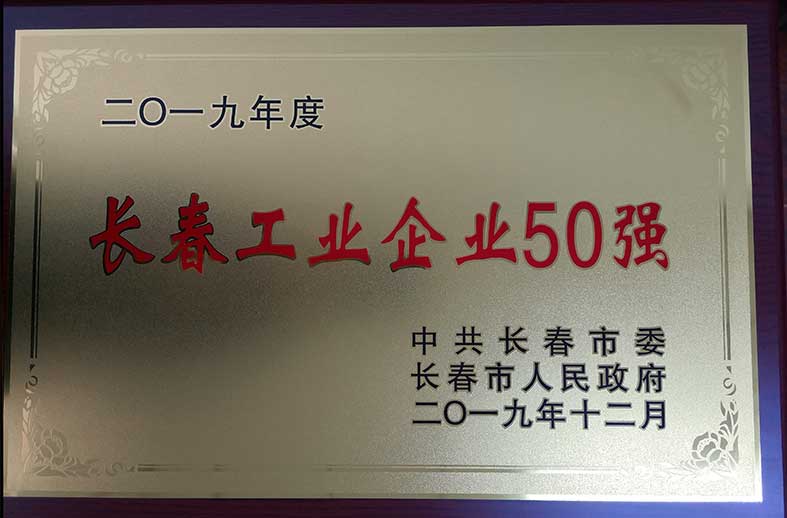 二〇一九年度
长春工业企业50强
中共长春市委
长春市人民政府
二〇一九年十二月